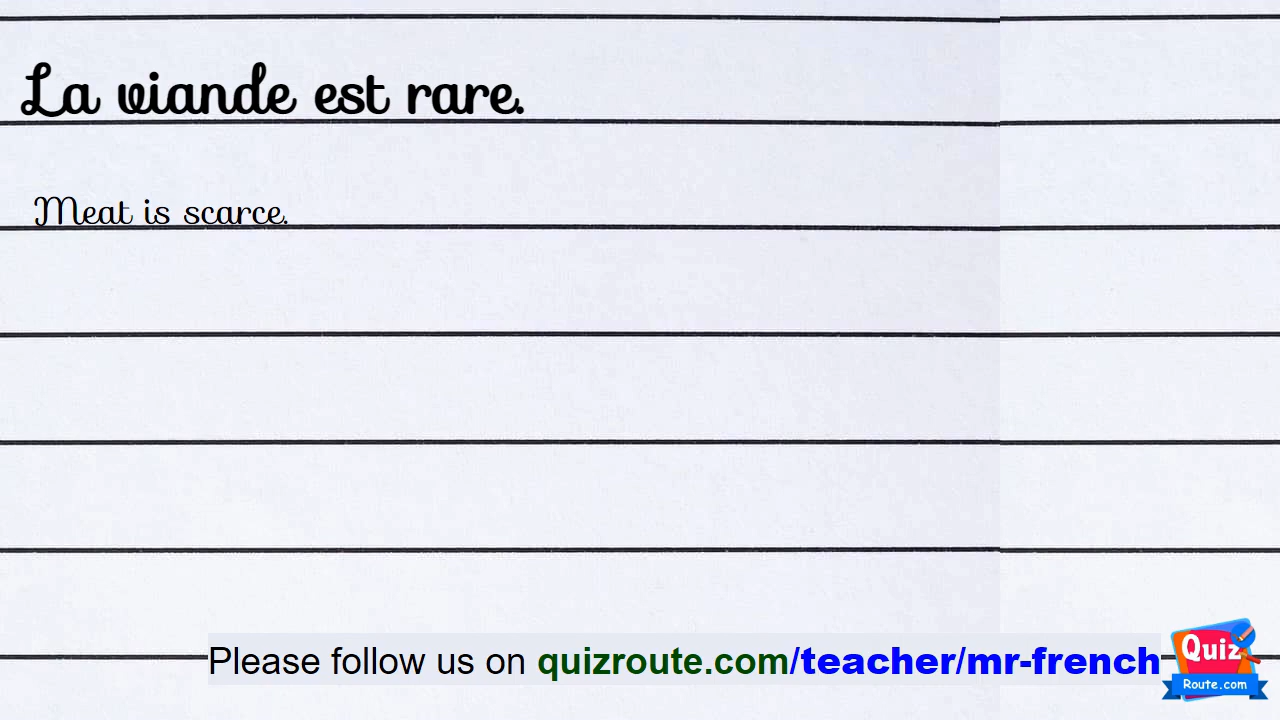 La viande est rare.
Meat is scarce.
Please follow us on quizroute.com/teacher/mr-french
Quiz
Route.com